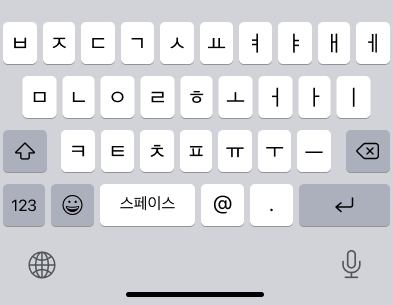 ㅂ ㅈ ㄷ ㄱ ㅅ ㅛ ㅕ ㅑ ㅐ ㅔ
ㅁ ㄴ ㅇ ㄹ ㅎ ㅗ ㅓ ㅏ ㅣ
ㅋ ㅌ ㅊ ㅍ ㅠ ㅜ ㅡ
123 스페이스 @ .